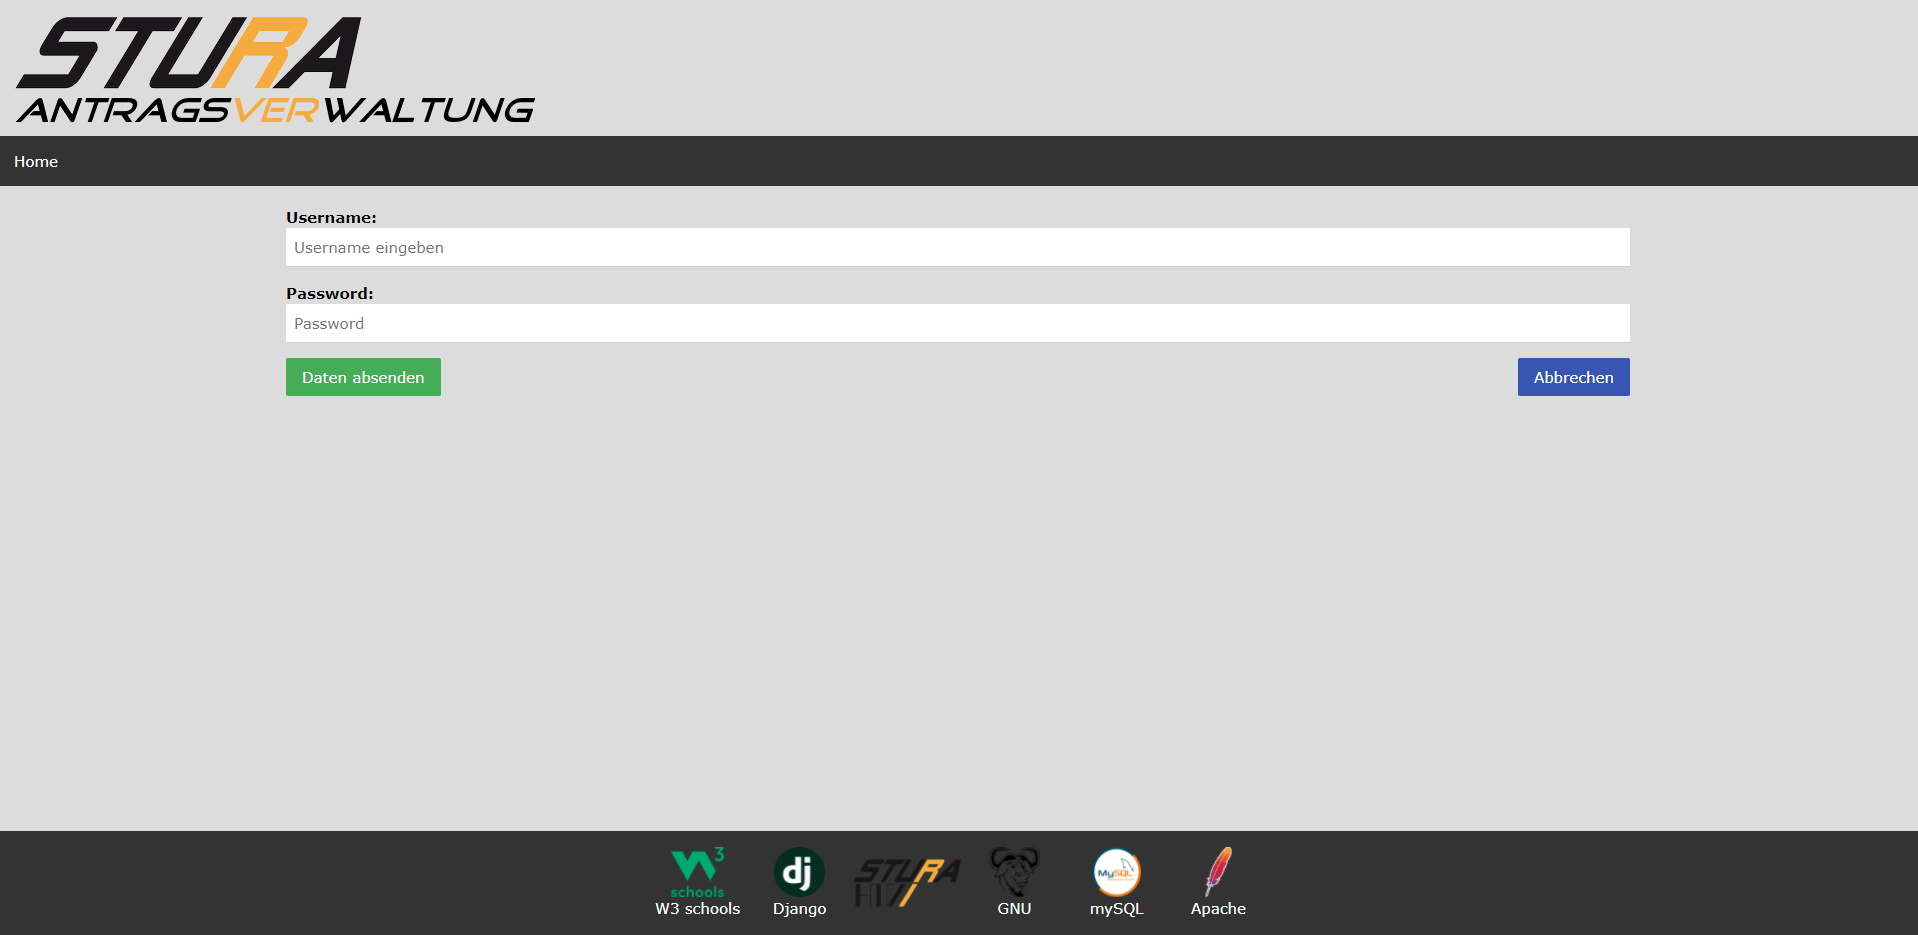 STURA
ANTRAGSVERWALTUNG
Home
Username:
Username eingeben
Password:
Password
Daten absenden
Abbrechen
W3 schools
dj
STURA
MySQL
W3 schools
Django
GNU
mySQL
Apache